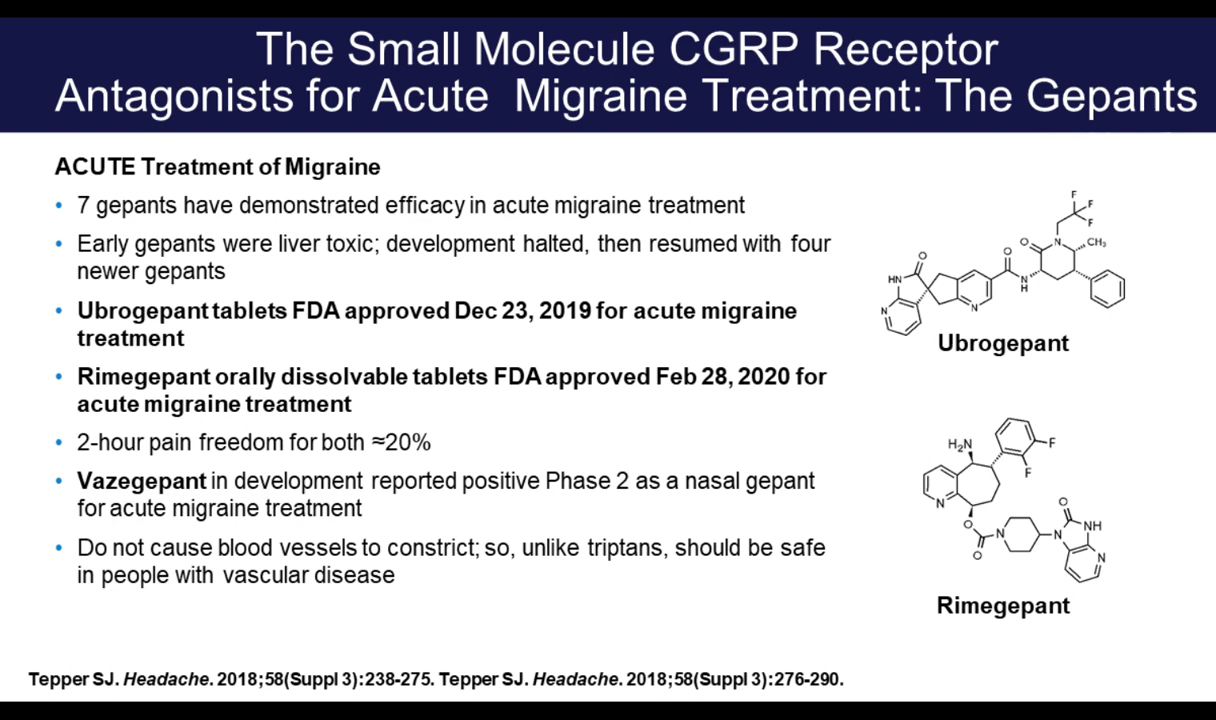 The Small Molecule CGRP Receptor
Antagonists for Acute Migraine Treatment: The Gepants
ACUTE Treatment of Migraine
• 7 gepants have demonstrated efficacy in acute migraine treatment
• Early gepants were liver toxic; development halted, then resumed with four
newer gepants
• Ubrogepant tablets FDA approved Dec 23, 2019 for acute migraine
treatment
• Rimegepant orally dissolvable tablets FDA approved Feb 28, 2020 for
acute migraine treatment
• 2-hour pain freedom for both ≈20%
• Vazegepant in development reported positive Phase 2 as a nasal gepant
for acute migraine treatment
• Do not cause blood vessels to constrict; so, unlike triptans, should be safe
in people with vascular disease
F
F
F
O
N
CH₃
O
O
HN
N
H
N
N
Ubrogepant
H₂N
F
F
N
O
O
N
O
N
NH
N
Rimegepant
Tepper SJ. Headache. 2018;58(Suppl 3):238-275. Tepper SJ. Headache. 2018;58(Suppl 3):276-290.